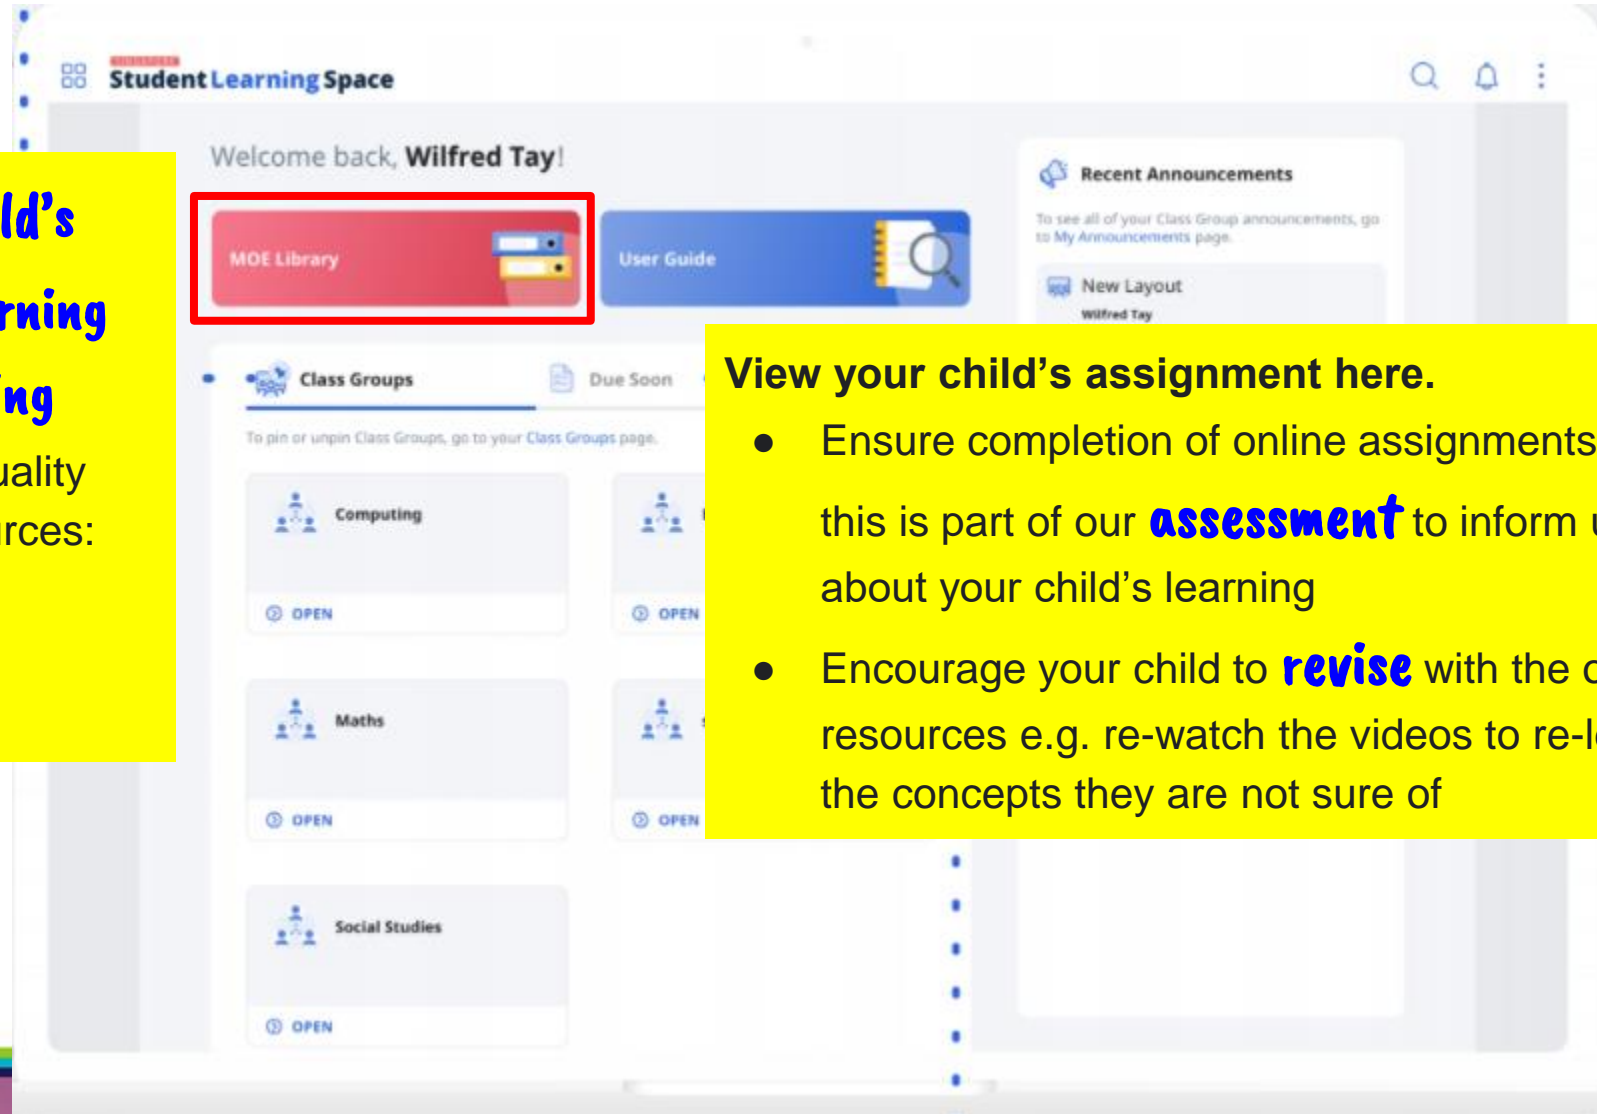 SINGAPORE
Student Learning Space
Welcome back, Wilfred Tay!
MOE Library
User Guide
Recent Announcements
To see all of your Class Group announcements, go
to My Announcements page.
New Layout
Wilfred Tay
Class Groups
Due Soon
To pin or unpin Class Groups, go to your Class Groups page.
Computing
OPEN
OPEN
Maths
OPEN
OPEN
Social Studies
OPEN
ld's
rning
ng
uality
rces:
View your child's assignment here.
● Ensure completion of online assignments
this is part of our assessment to inform u
about your child's learning
● Encourage your child to revise with the o
resources e.g. re-watch the videos to re-l
the concepts they are not sure of